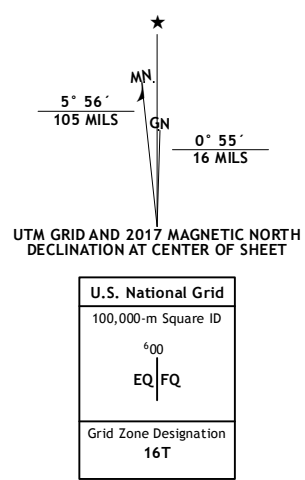 ★
MN
5° 56´
105 MILS
GN
0° 55´
16 MILS
UTM GRID AND 2017 MAGNETIC NORTH
DECLINATION AT CENTER OF SHEET
U.S. National Grid
100,000-m Square ID
⁶00
EQ FQ
Grid Zone Designation
16T